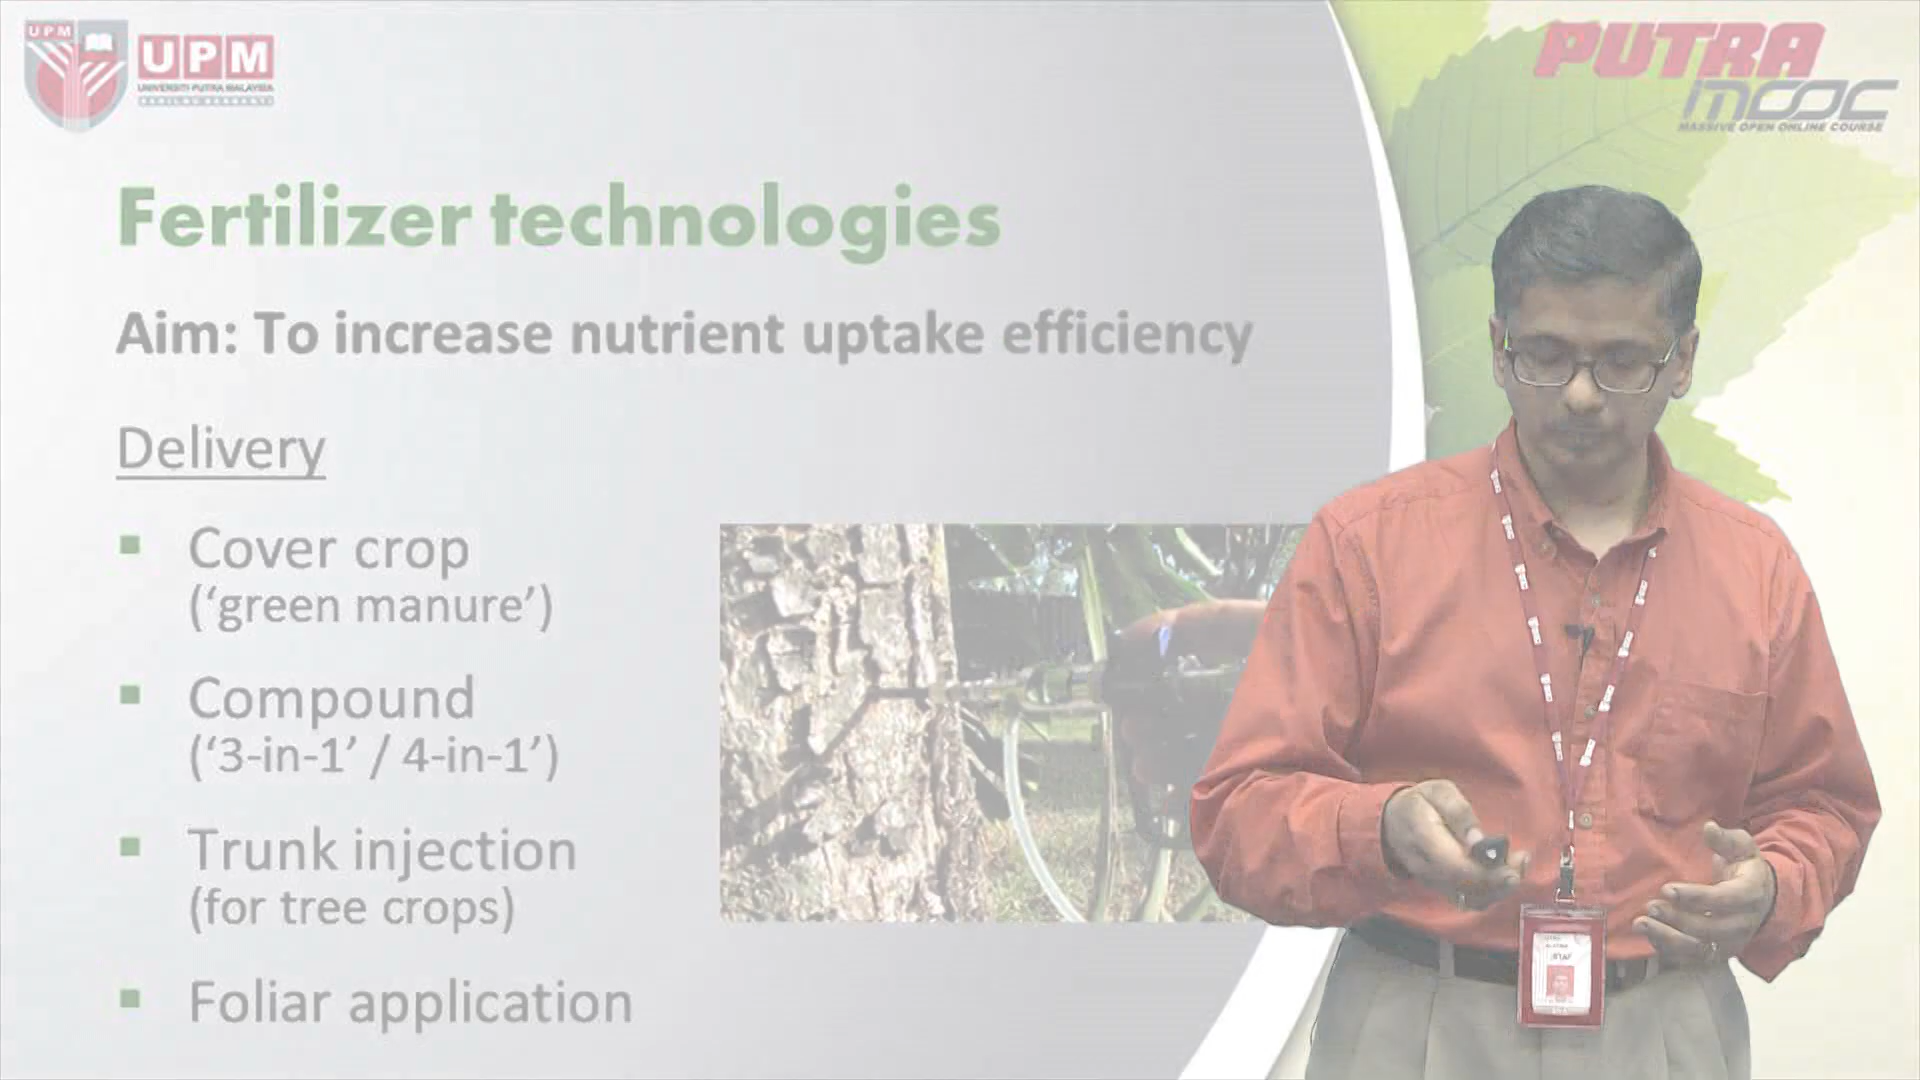 UPM
UPM
UNIVERSITI PUTRA MALAYSIA
PUTRA
mooc
MASSIVE OPEN ONLINE COURSE
Fertilizer technologies
Aim: To increase nutrient uptake efficiency
Delivery
Cover crop
(‘green manure’)
Compound
(‘3-in-1’ / 4-in-1’)
Trunk injection
(for tree crops)
Foliar application